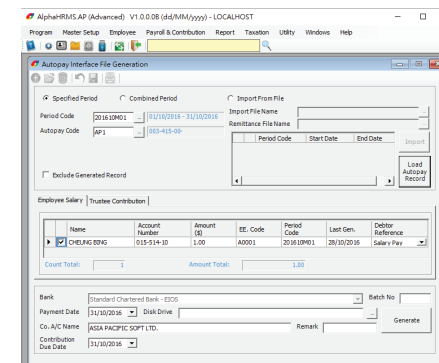 AlphaHRMS.AP (Advanced) V1.0.0.0B (dd/MM/yyyy) - LOCALHOST
Program Master Setup Employee Payroll & Contribution Report Taxation Utility Windows Help
Autopay Interface File Generation
Specified Period Combined Period Import From File
Import File Name
Period Code 201610M01 ... 01/10/2016 - 31/10/2016
Remittance File Name
Autopay Code AP1 ... 003-415-00-
Period Code Start Date End Date Import
Load Autopay Record
Exclude Generated Record
Employee Salary Trustee Contribution
Name Account Number Amount ($) EE. Code Period Code Last Gen. Debtor Reference
CHEUNG BING 015-514-10 1.00 A0001 201610M01 28/10/2016 Salary Pay
Count Total: 1 Amount Total: 1.00
Bank Standard Chartered Bank - EIOS Batch No
Payment Date 31/10/2016 Disk Drive ...
Generate
Co. A/C Name ASIA PACIFIC SOFT LTD. Remark
Contribution Due Date 31/10/2016